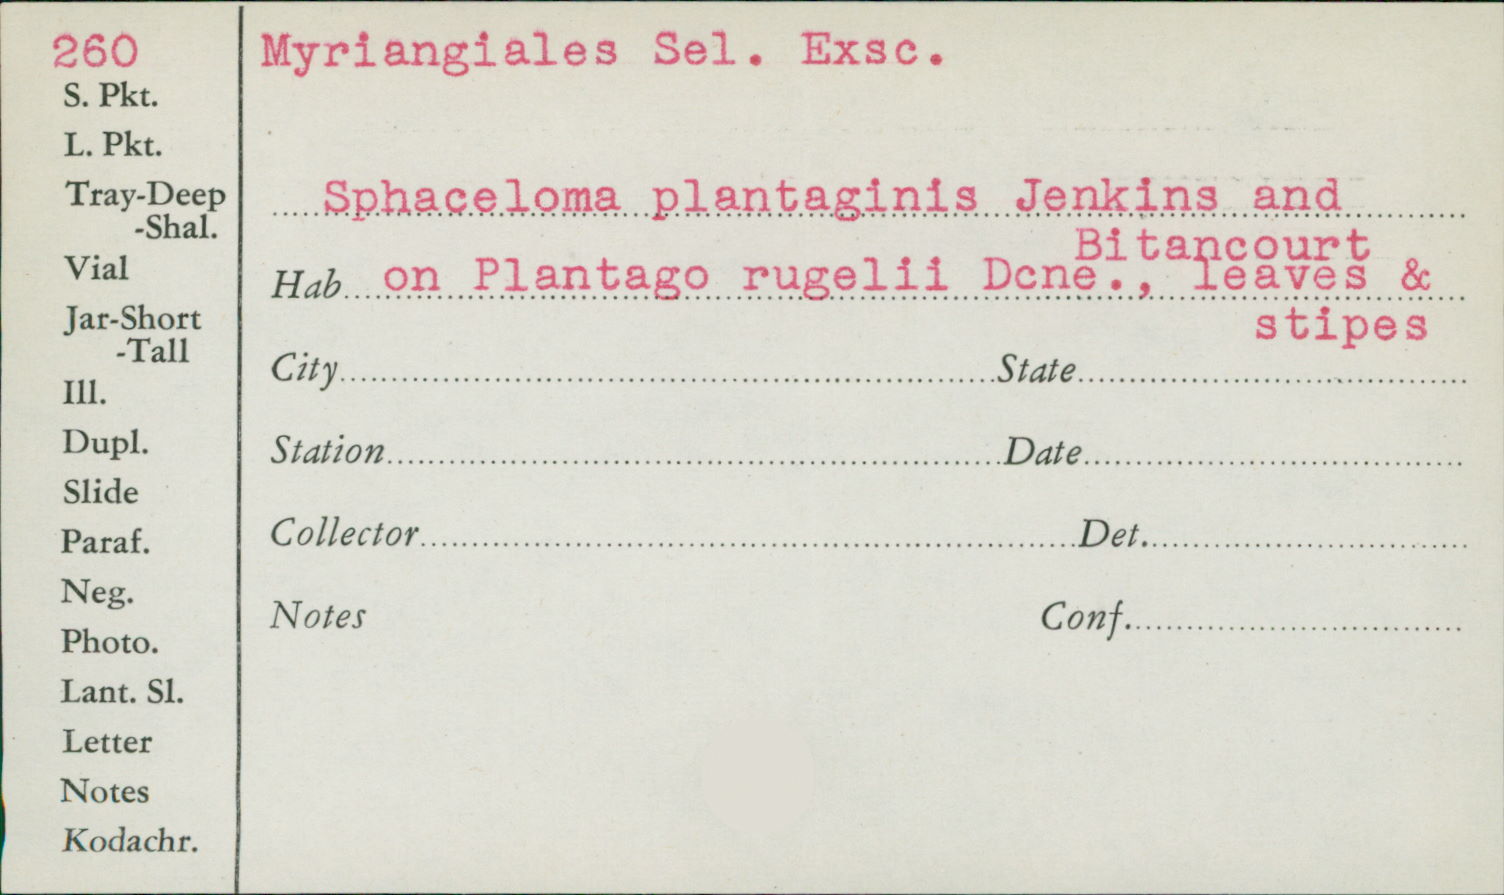 260
S. Pkt.
L. Pkt.
Tray-Deep
-Shal.
Vial
Jar-Short
-Tall
Ill.
Dupl.
Slide
Paraf.
Neg.
Photo.
Lant. Sl.
Letter
Notes
Kodachr.
Myriangiales Sel. Exsc.
Sphaceloma plantaginis Jenkins and
Bitancourt
Hab. on Plantago rugelii Dcne., leaves &
stipes
City State
Station Date
Collector Det.
Notes Conf.